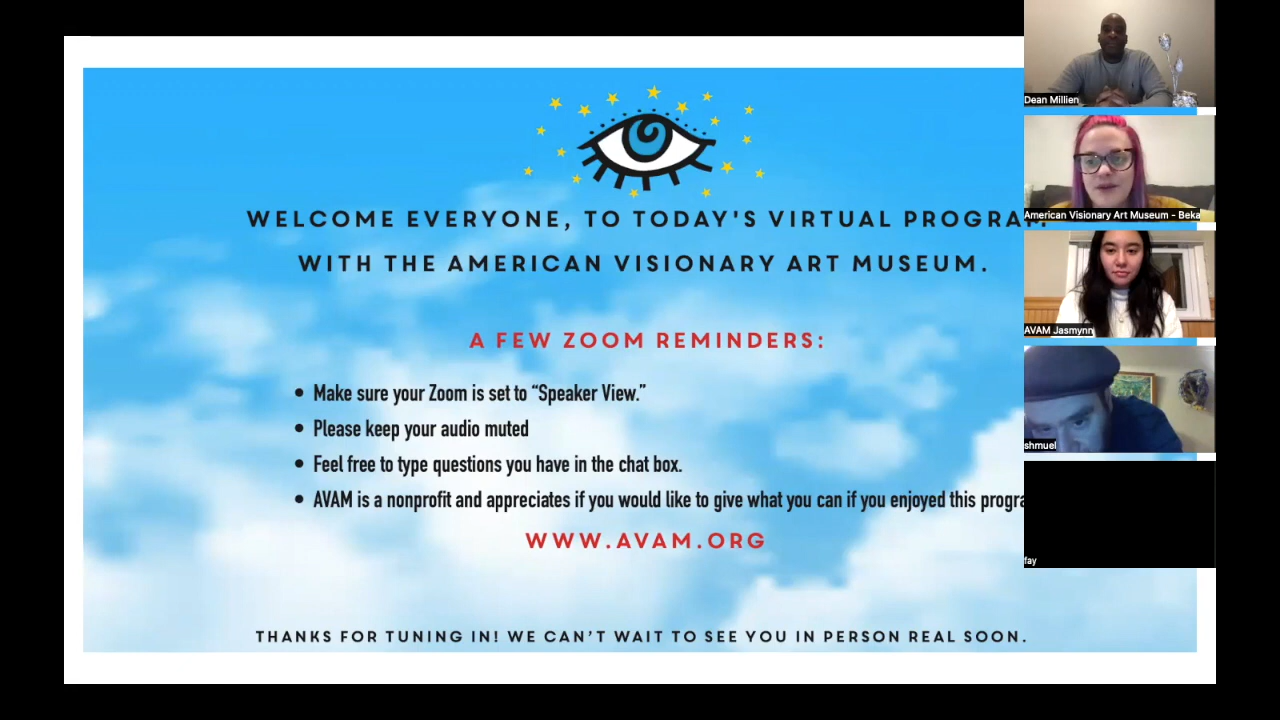 WELCOME EVERYONE, TO TODAY'S VIRTUAL PROGRAM
WITH THE AMERICAN VISIONARY ART MUSEUM.
A FEW ZOOM REMINDERS:
• Make sure your Zoom is set to “Speaker View.”
• Please keep your audio muted
• Feel free to type questions you have in the chat box.
• AVAM is a nonprofit and appreciates if you would like to give what you can if you enjoyed this progra
WWW.AVAM.ORG
THANKS FOR TUNING IN! WE CAN'T WAIT TO SEE YOU IN PERSON REAL SOON.
Dean Millien
American Visionary Art Museum - Beka
AVAM Jasmynn
shmuel
fay